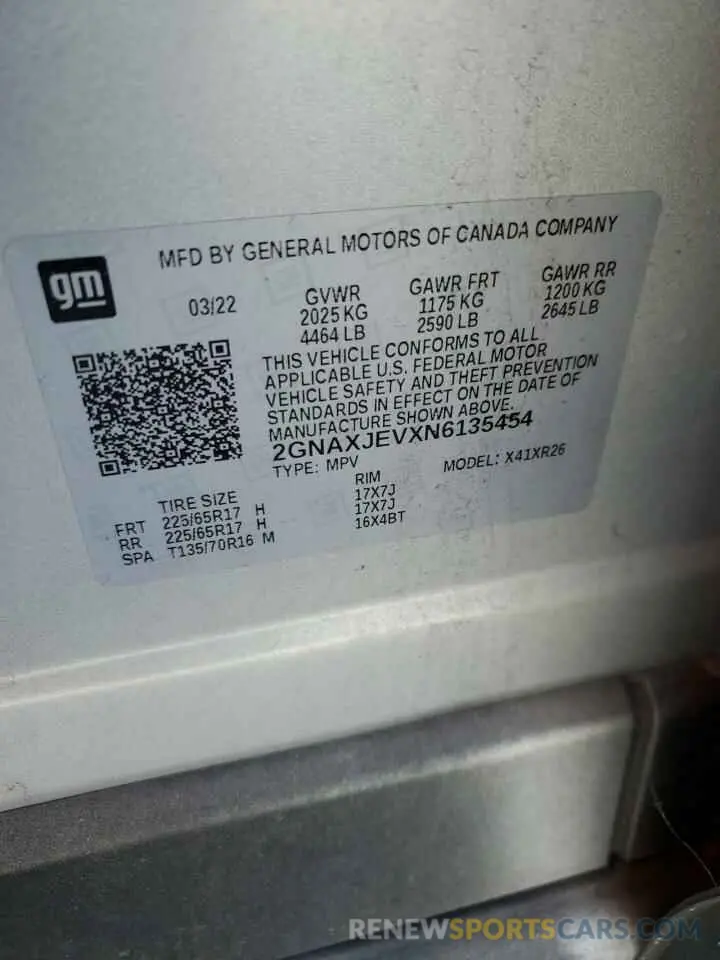 MFD BY GENERAL MOTORS OF CANADA COMPANY
gm
03/22
GVWR GAWR FRT GAWR RR
2025 KG 1175 KG 1200 KG
4464 LB 2590 LB 2645 LB
THIS VEHICLE CONFORMS TO ALL
APPLICABLE U.S. FEDERAL MOTOR
VEHICLE SAFETY AND THEFT PREVENTION
STANDARDS IN EFFECT ON THE DATE OF
MANUFACTURE SHOWN ABOVE.
2GNAXJEVXN6135454
TYPE: MPV MODEL: X41XR26
TIRE SIZE RIM
FRT 225/65R17 H 17X7J
RR 225/65R17 H 17X7J
SPA T135/70R16 M 16X4BT
RENEWSPORTSCARS.COM